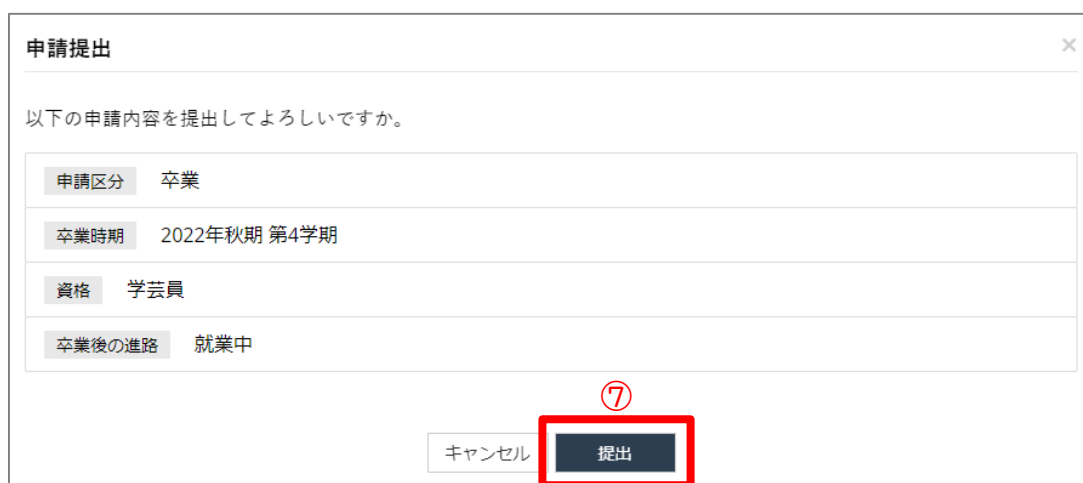 申請提出 ×
以下の申請内容を提出してよろしいですか。
申請区分 卒業
卒業時期 2022年秋期 第4学期
資格 学芸員
卒業後の進路 就業中
⑦
キャンセル 提出